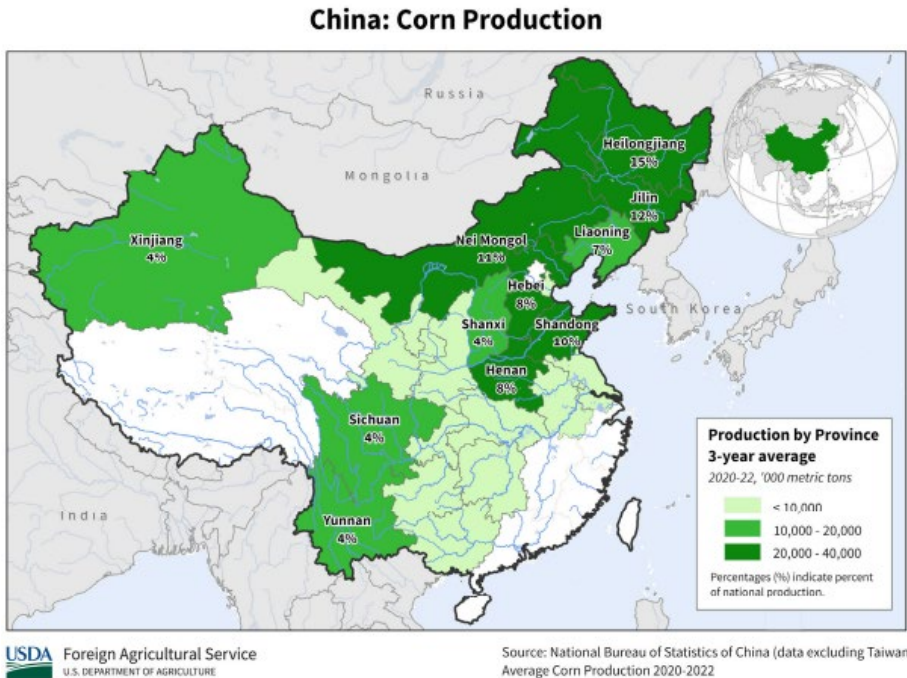 China: Corn Production
Russia
Mongolia
Heilongjiang
15%
Jilin
12%
Liaoning
7%
Xinjiang
4%
Nei Mongol
11%
Hebei
8%
Shanxi
4%
Shandong
10%
South Korea
Henan
8%
Sichuan
4%
Yunnan
4%
India
Production by Province
3-year average
2020-22, '000 metric tons
< 10,000
10,000 - 20,000
20,000 - 40,000
Percentages (%) indicate percent
of national production.
USDA
Foreign Agricultural Service
U.S. DEPARTMENT OF AGRICULTURE
Source: National Bureau of Statistics of China (data excluding Taiwan
Average Corn Production 2020-2022